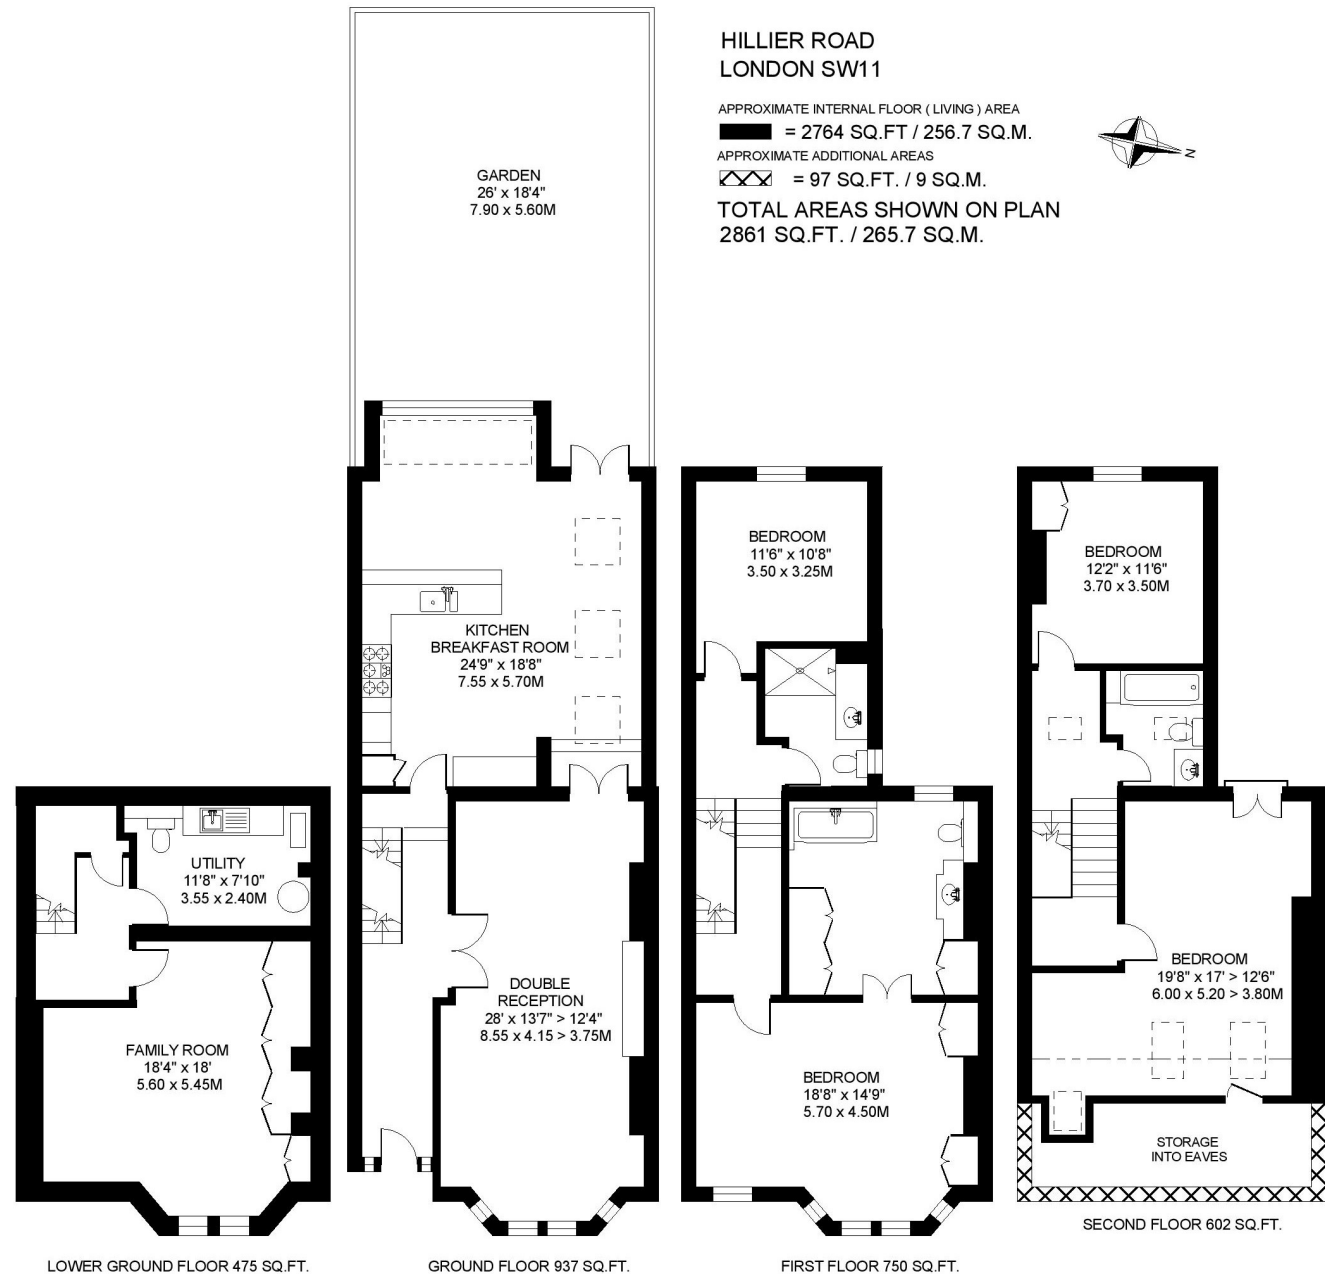 HILLIER ROAD
LONDON SW11
APPROXIMATE INTERNAL FLOOR ( LIVING ) AREA
= 2764 SQ.FT / 256.7 SQ.M.
APPROXIMATE ADDITIONAL AREAS
= 97 SQ.FT. / 9 SQ.M.
TOTAL AREAS SHOWN ON PLAN
2861 SQ.FT. / 265.7 SQ.M.
N
GARDEN
26' x 18'4"
7.90 x 5.60M
KITCHEN
BREAKFAST ROOM
24'9" x 18'8"
7.55 x 5.70M
BEDROOM
11'6" x 10'8"
3.50 x 3.25M
BEDROOM
12'2" x 11'6"
3.70 x 3.50M
UTILITY
11'8" x 7'10"
3.55 x 2.40M
FAMILY ROOM
18'4" x 18'
5.60 x 5.45M
DOUBLE
RECEPTION
28' x 13'7" > 12'4"
8.55 x 4.15 > 3.75M
BEDROOM
18'8" x 14'9"
5.70 x 4.50M
BEDROOM
19'8" x 17' > 12'6"
6.00 x 5.20 > 3.80M
STORAGE
INTO EAVES
LOWER GROUND FLOOR 475 SQ.FT.
GROUND FLOOR 937 SQ.FT.
FIRST FLOOR 750 SQ.FT.
SECOND FLOOR 602 SQ.FT.